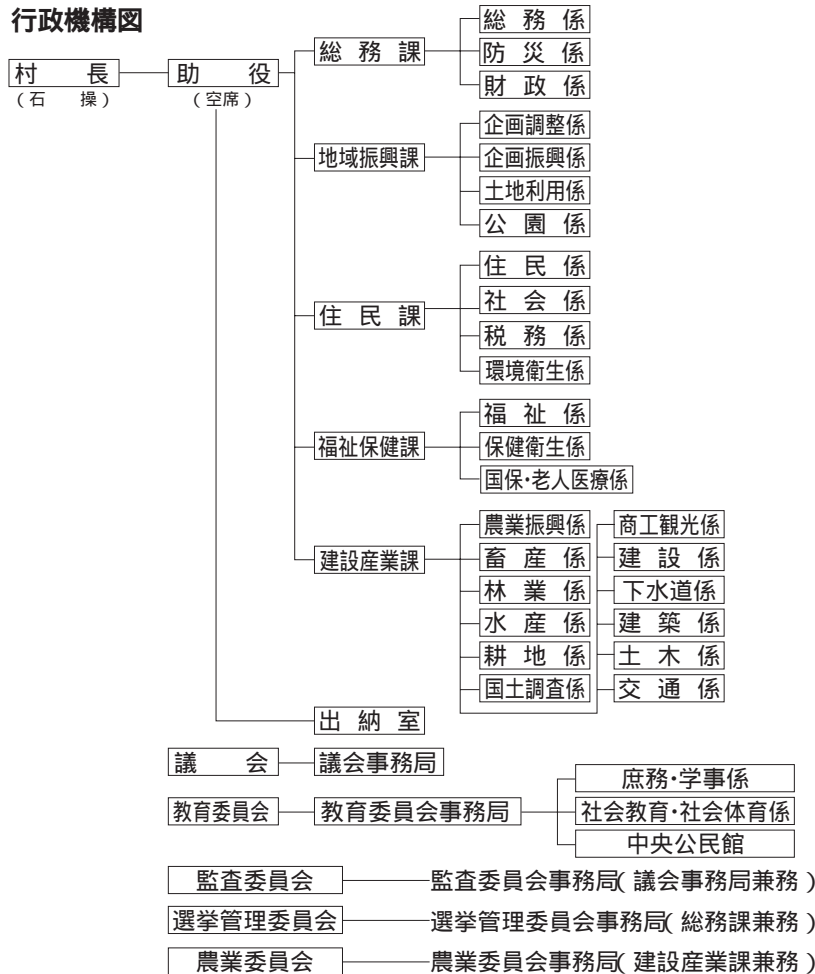 行政機構図
村長
(石 操)
助役
(空席)
総務課
総務係
防災係
財政係
地域振興課
企画調整係
企画振興係
土地利用係
公園係
住民課
住民係
社会係
税務係
環境衛生係
福祉保健課
福祉係
保健衛生係
国保・老人医療係
建設産業課
農業振興係
畜産係
林業係
水産係
耕地係
国土調査係
商工観光係
建設係
下水道係
建築係
土木係
交通係
出納室
議会
議会事務局
教育委員会
教育委員会事務局
庶務・学事係
社会教育・社会体育係
中央公民館
監査委員会
監査委員会事務局(議会事務局兼務)
選挙管理委員会
選挙管理委員会事務局(総務課兼務)
農業委員会
農業委員会事務局(建設産業課兼務)